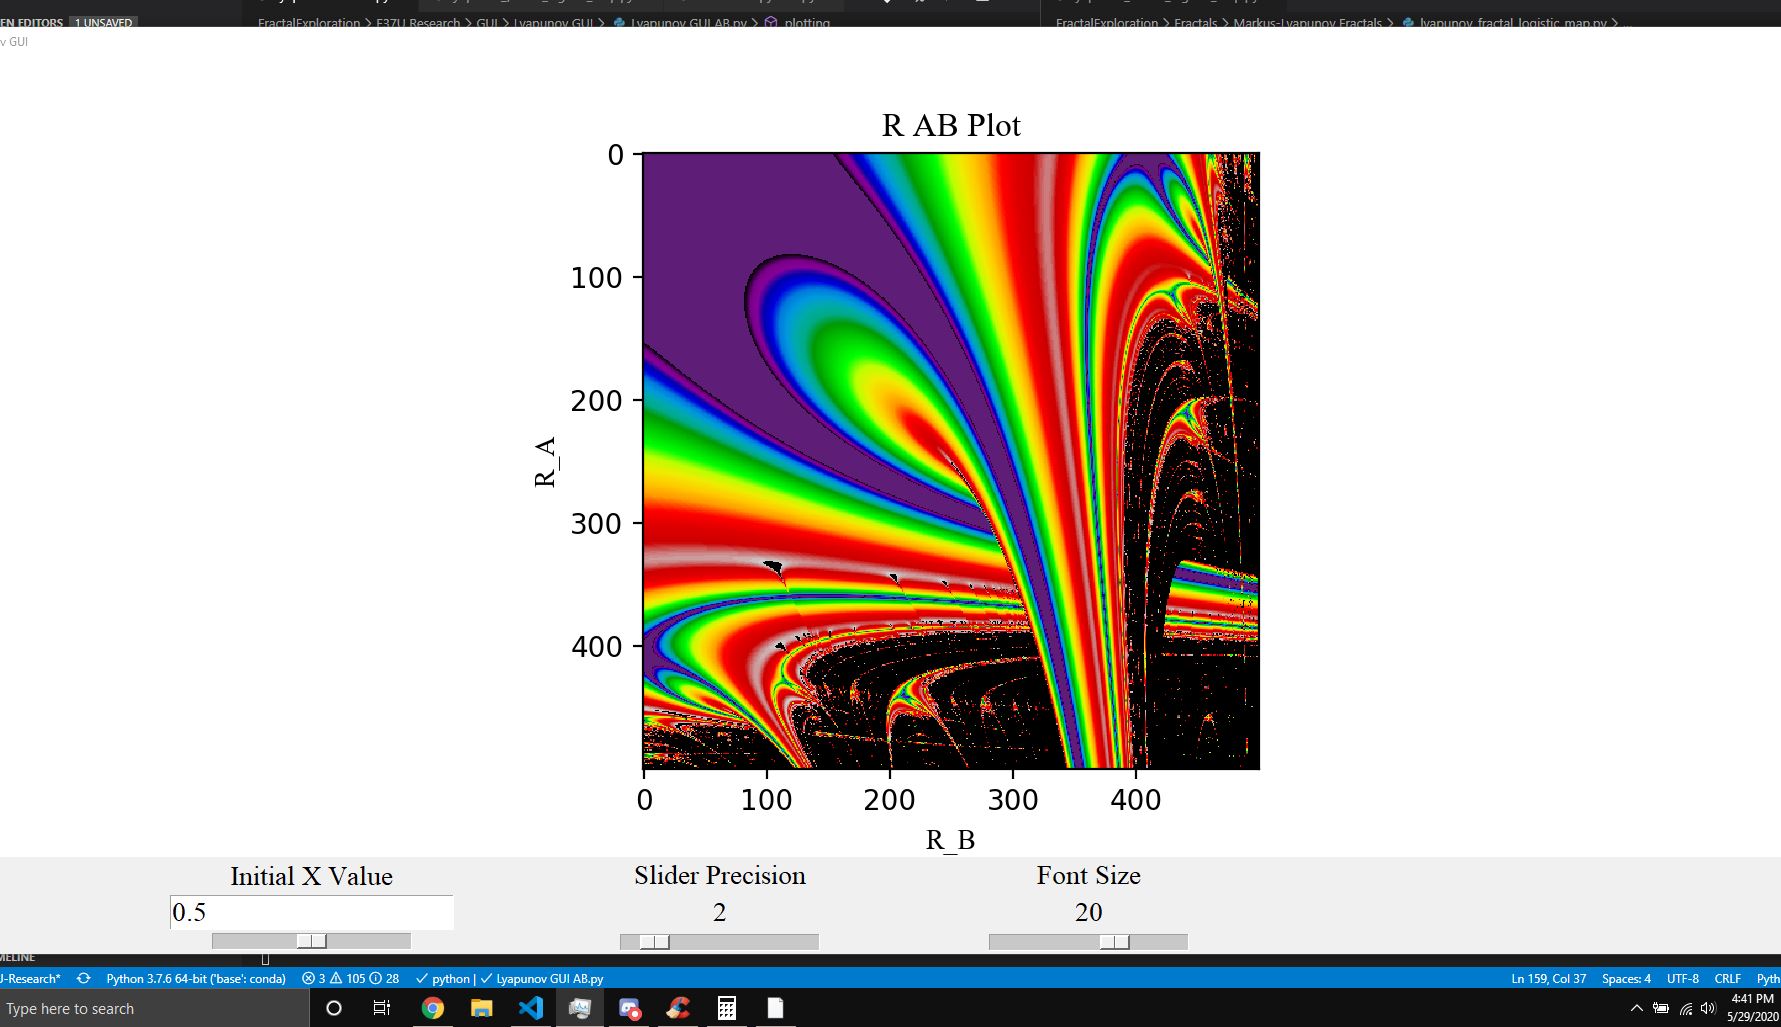 EN EDITORS 1 UNSAVED
FractalExploration > E37U Research > GUI > Lyapunov GUI > Lyapunov GUI AB.py > plotting
FractalExploration > Fractals > Markus-Lyapunov Fractals > lyapunov_fractal_logistic_map.py > ...
v GUI
R AB Plot
0
100
200
300
400
R_A
0 100 200 300 400
R_B
Initial X Value
0.5
Slider Precision
2
Font Size
20
MELINE
J-Research* Python 3.7.6 64-bit ('base': conda) 3 105 28 python | Lyapunov GUI AB.py Ln 159, Col 37 Spaces: 4 UTF-8 CRLF Pyth
Type here to search
4:41 PM
5/29/2020